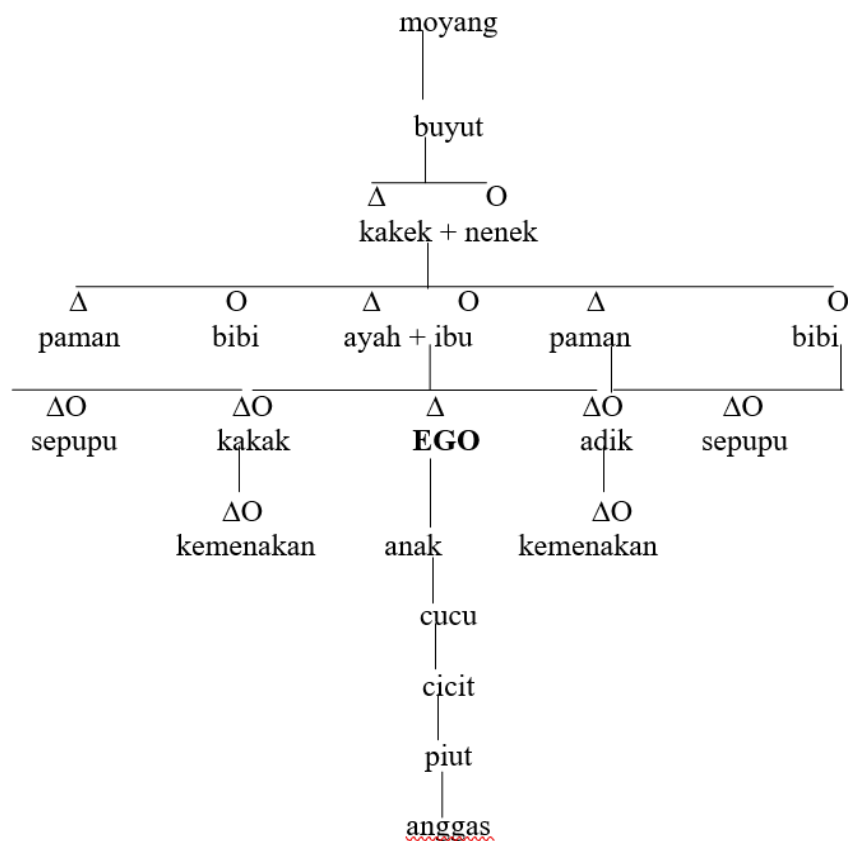 moyang
buyut
Δ O
kakek + nenek
Δ O Δ O Δ O
paman bibi ayah + ibu paman bibi
ΔO ΔO Δ ΔO ΔO
sepupu kakak EGO adik sepupu
ΔO ΔO
kemenakan anak kemenakan
cucu
cicit
piut
anggas